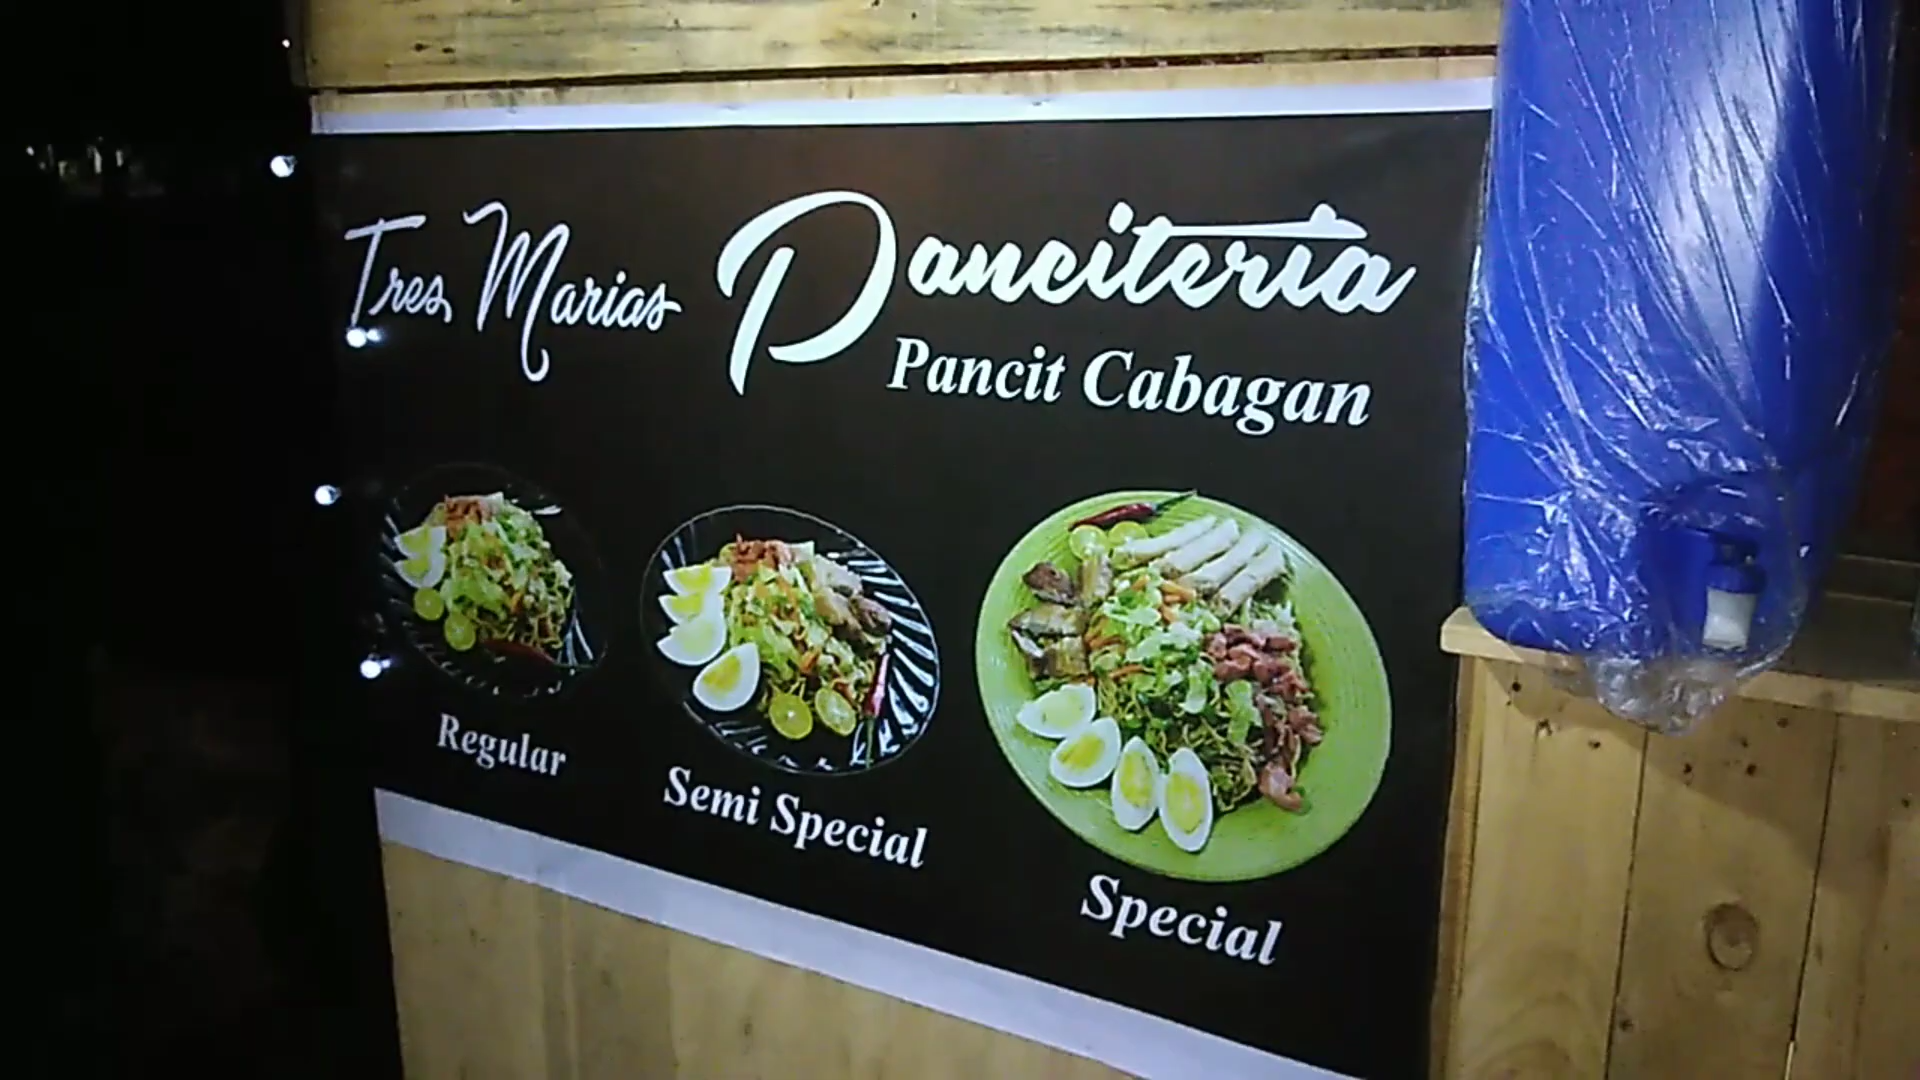 Tres Marias Panciteria
Pancit Cabagan
Regular
Semi Special
Special